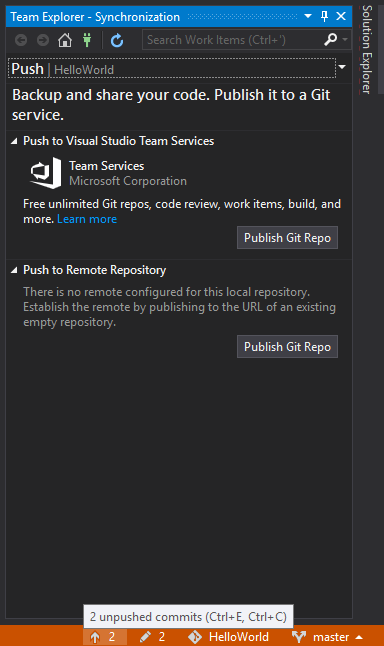 Team Explorer - Synchronization
Solution Explorer
Search Work Items (Ctrl+')
Push | HelloWorld
Backup and share your code. Publish it to a Git
service.
Push to Visual Studio Team Services
Team Services
Microsoft Corporation
Free unlimited Git repos, code review, work items, build, and
more. Learn more
Publish Git Repo
Push to Remote Repository
There is no remote configured for this local repository.
Establish the remote by publishing to the URL of an existing
empty repository.
Publish Git Repo
2 unpushed commits (Ctrl+E, Ctrl+C)
2 2 HelloWorld master